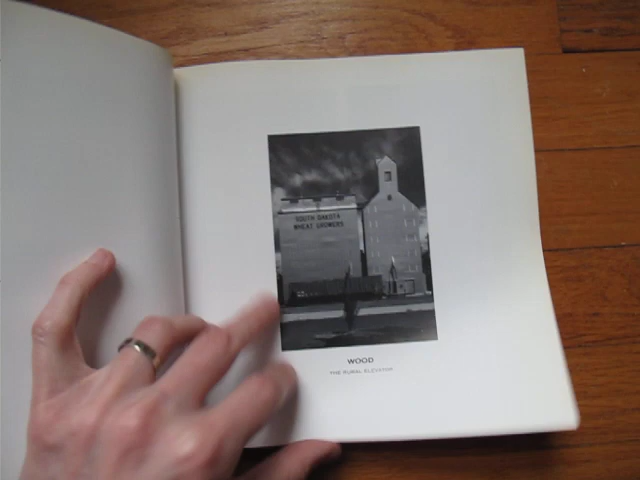 SOUTH DAKOTA
WHEAT GROWERS
WOOD
THE RURAL ELEVATOR